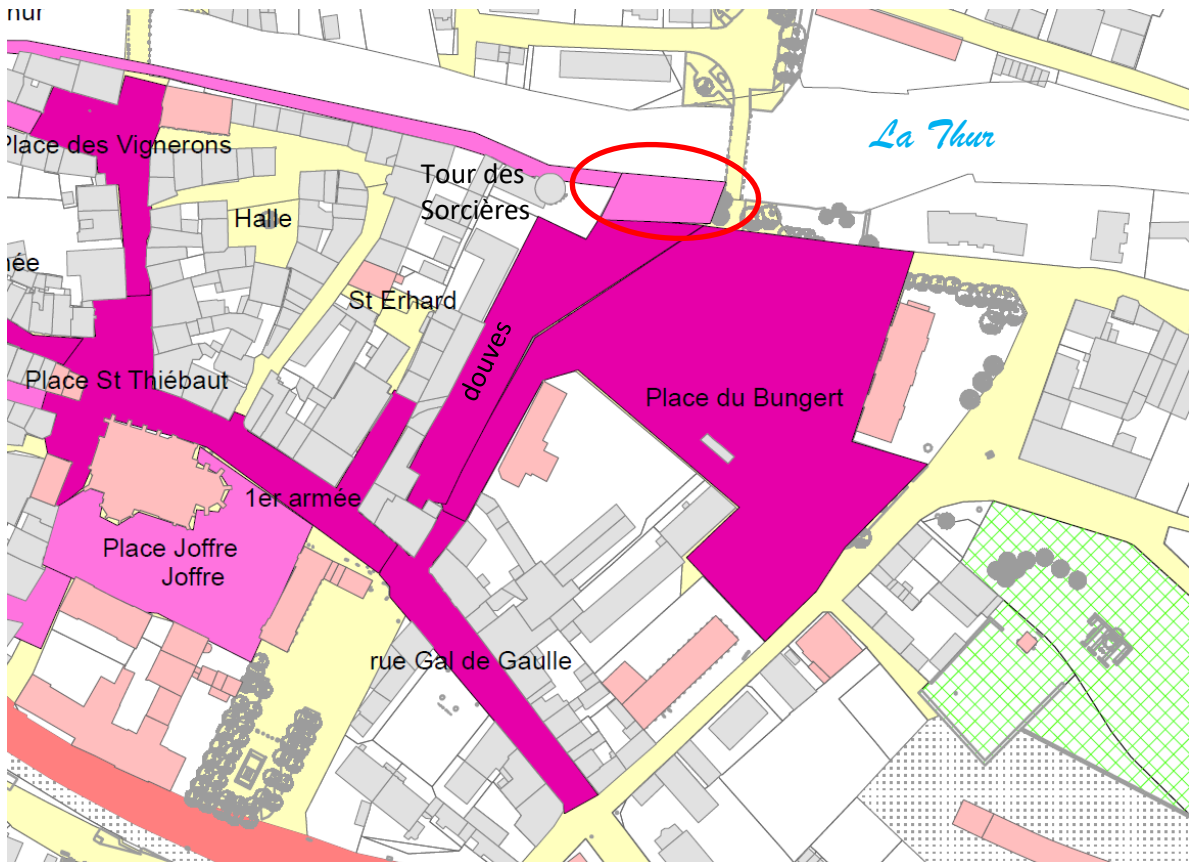 hur
La Thur
Place des Vignerons
Tour des
Sorcières
Halle
née
St Erhard
douves
Place St Thiébaut
Place du Bungert
1er armée
Place Joffre
Joffre
rue Gal de Gaulle